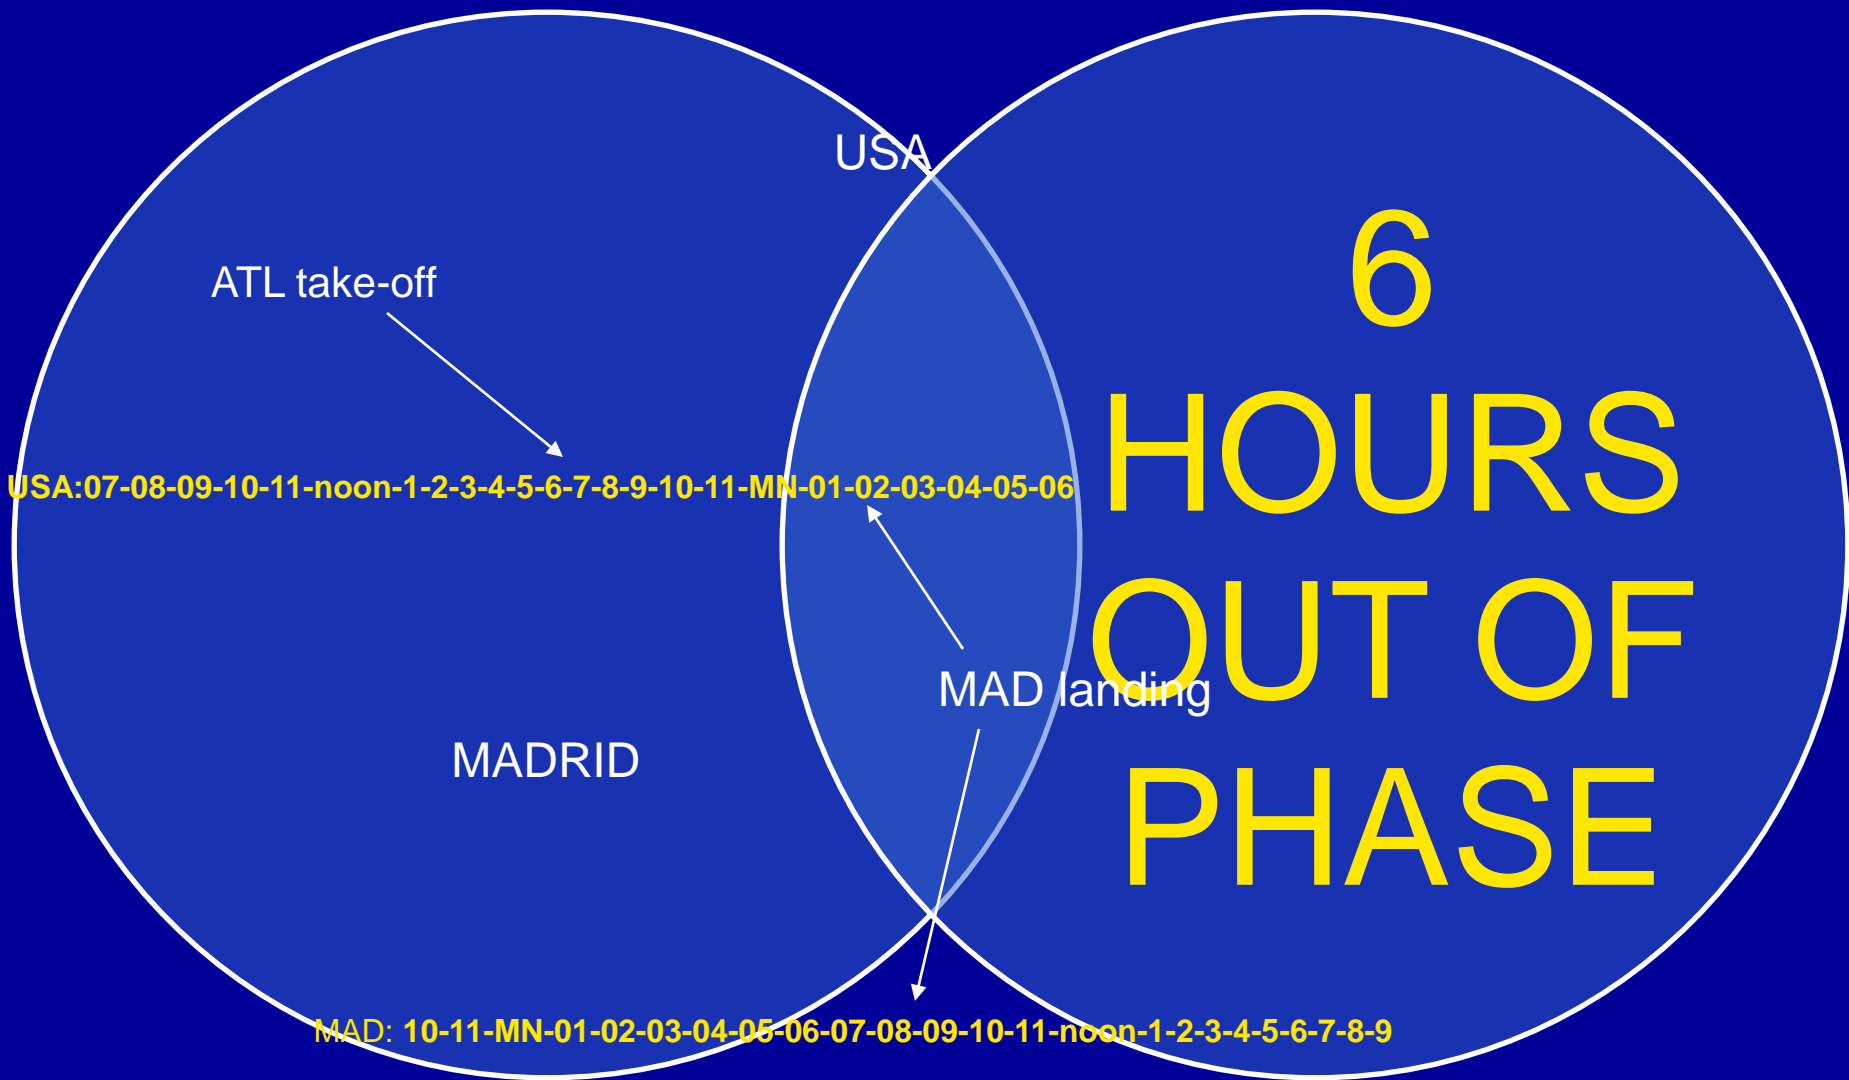 USA
ATL take-off
6
HOURS
OUT OF
PHASE
USA:07-08-09-10-11-noon-1-2-3-4-5-6-7-8-9-10-11-MN-01-02-03-04-05-06
MAD landing
MADRID
MAD: 10-11-MN-01-02-03-04-05-06-07-08-09-10-11-noon-1-2-3-4-5-6-7-8-9